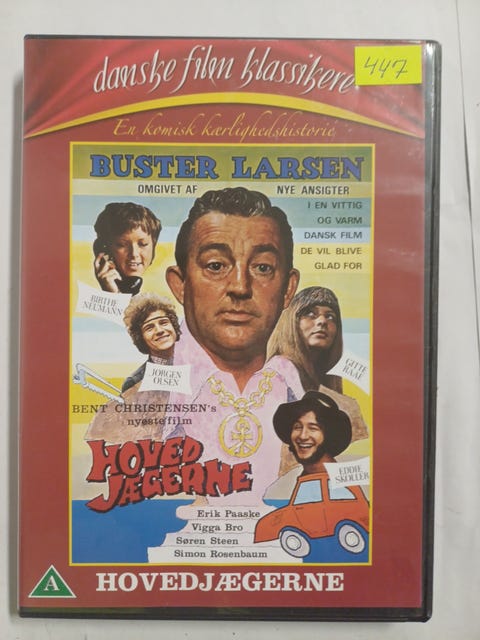 danske film klassikere
447
En komisk kærlighedshistorie
BUSTER LARSEN
OMGIVET AF NYE ANSIGTER
I EN VITTIG
OG VARM
DANSK FILM
DE VIL BLIVE
GLAD FOR
BIRTHE
NEUMANN
JØRGEN
OLSEN
GITTE
RAAE
BENT CHRISTENSEN's
nyeste film
EDDIE
SKOLLER
HOVED
JÆGERNE
Erik Paaske
Vigga Bro
Søren Steen
Simon Rosenbaum
A
HOVEDJÆGERNE